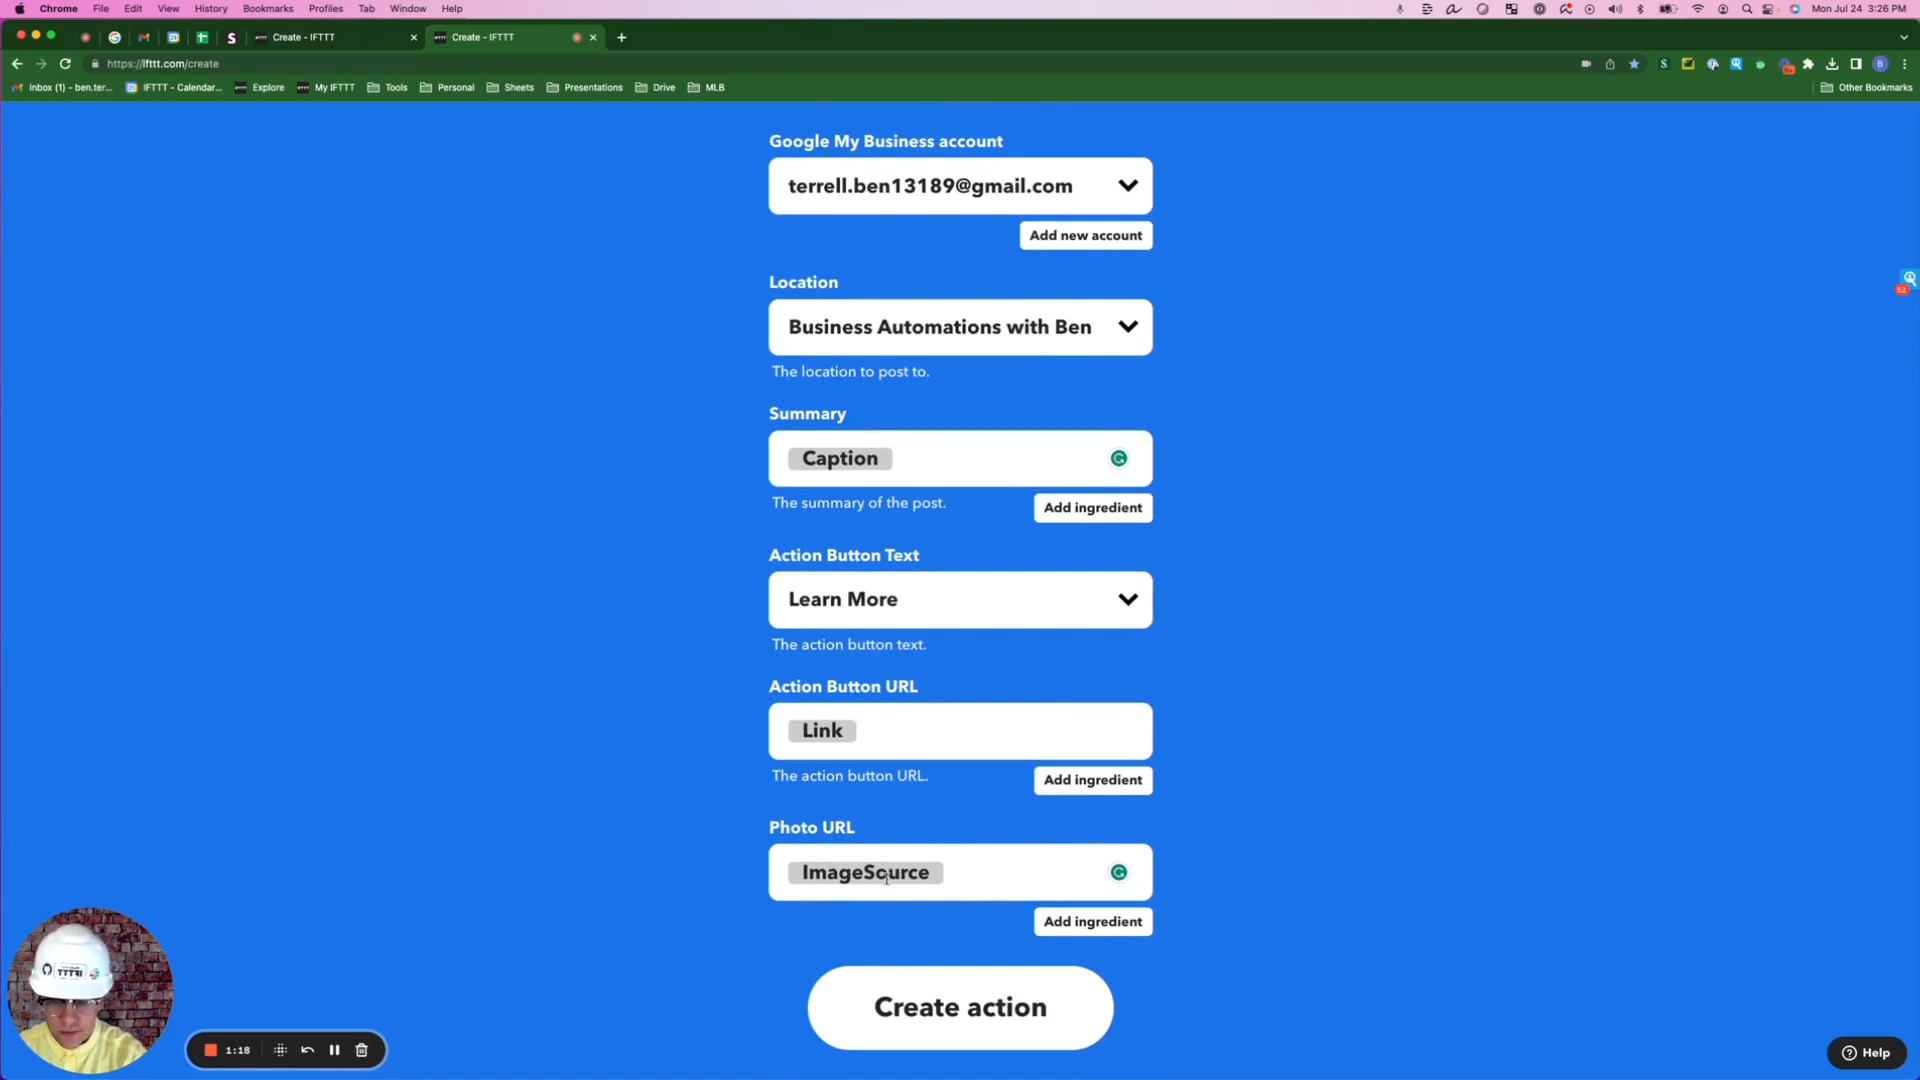 Chrome File Edit View History Bookmarks Profiles Tab Window Help
Mon Jul 24 3:26 PM
Create - IFTTT
Create - IFTTT
https://ifttt.com/create
Inbox (1) - ben.ter... IFTTT - Calendar... Explore My IFTTT Tools Personal Sheets Presentations Drive MLB Other Bookmarks
Google My Business account
terrell.ben13189@gmail.com
Add new account
52
Location
Business Automations with Ben
The location to post to.
Summary
Caption
The summary of the post.
Add ingredient
Action Button Text
Learn More
The action button text.
Action Button URL
Link
The action button URL.
Add ingredient
Photo URL
ImageSource
Add ingredient
Create action
1:18
Help